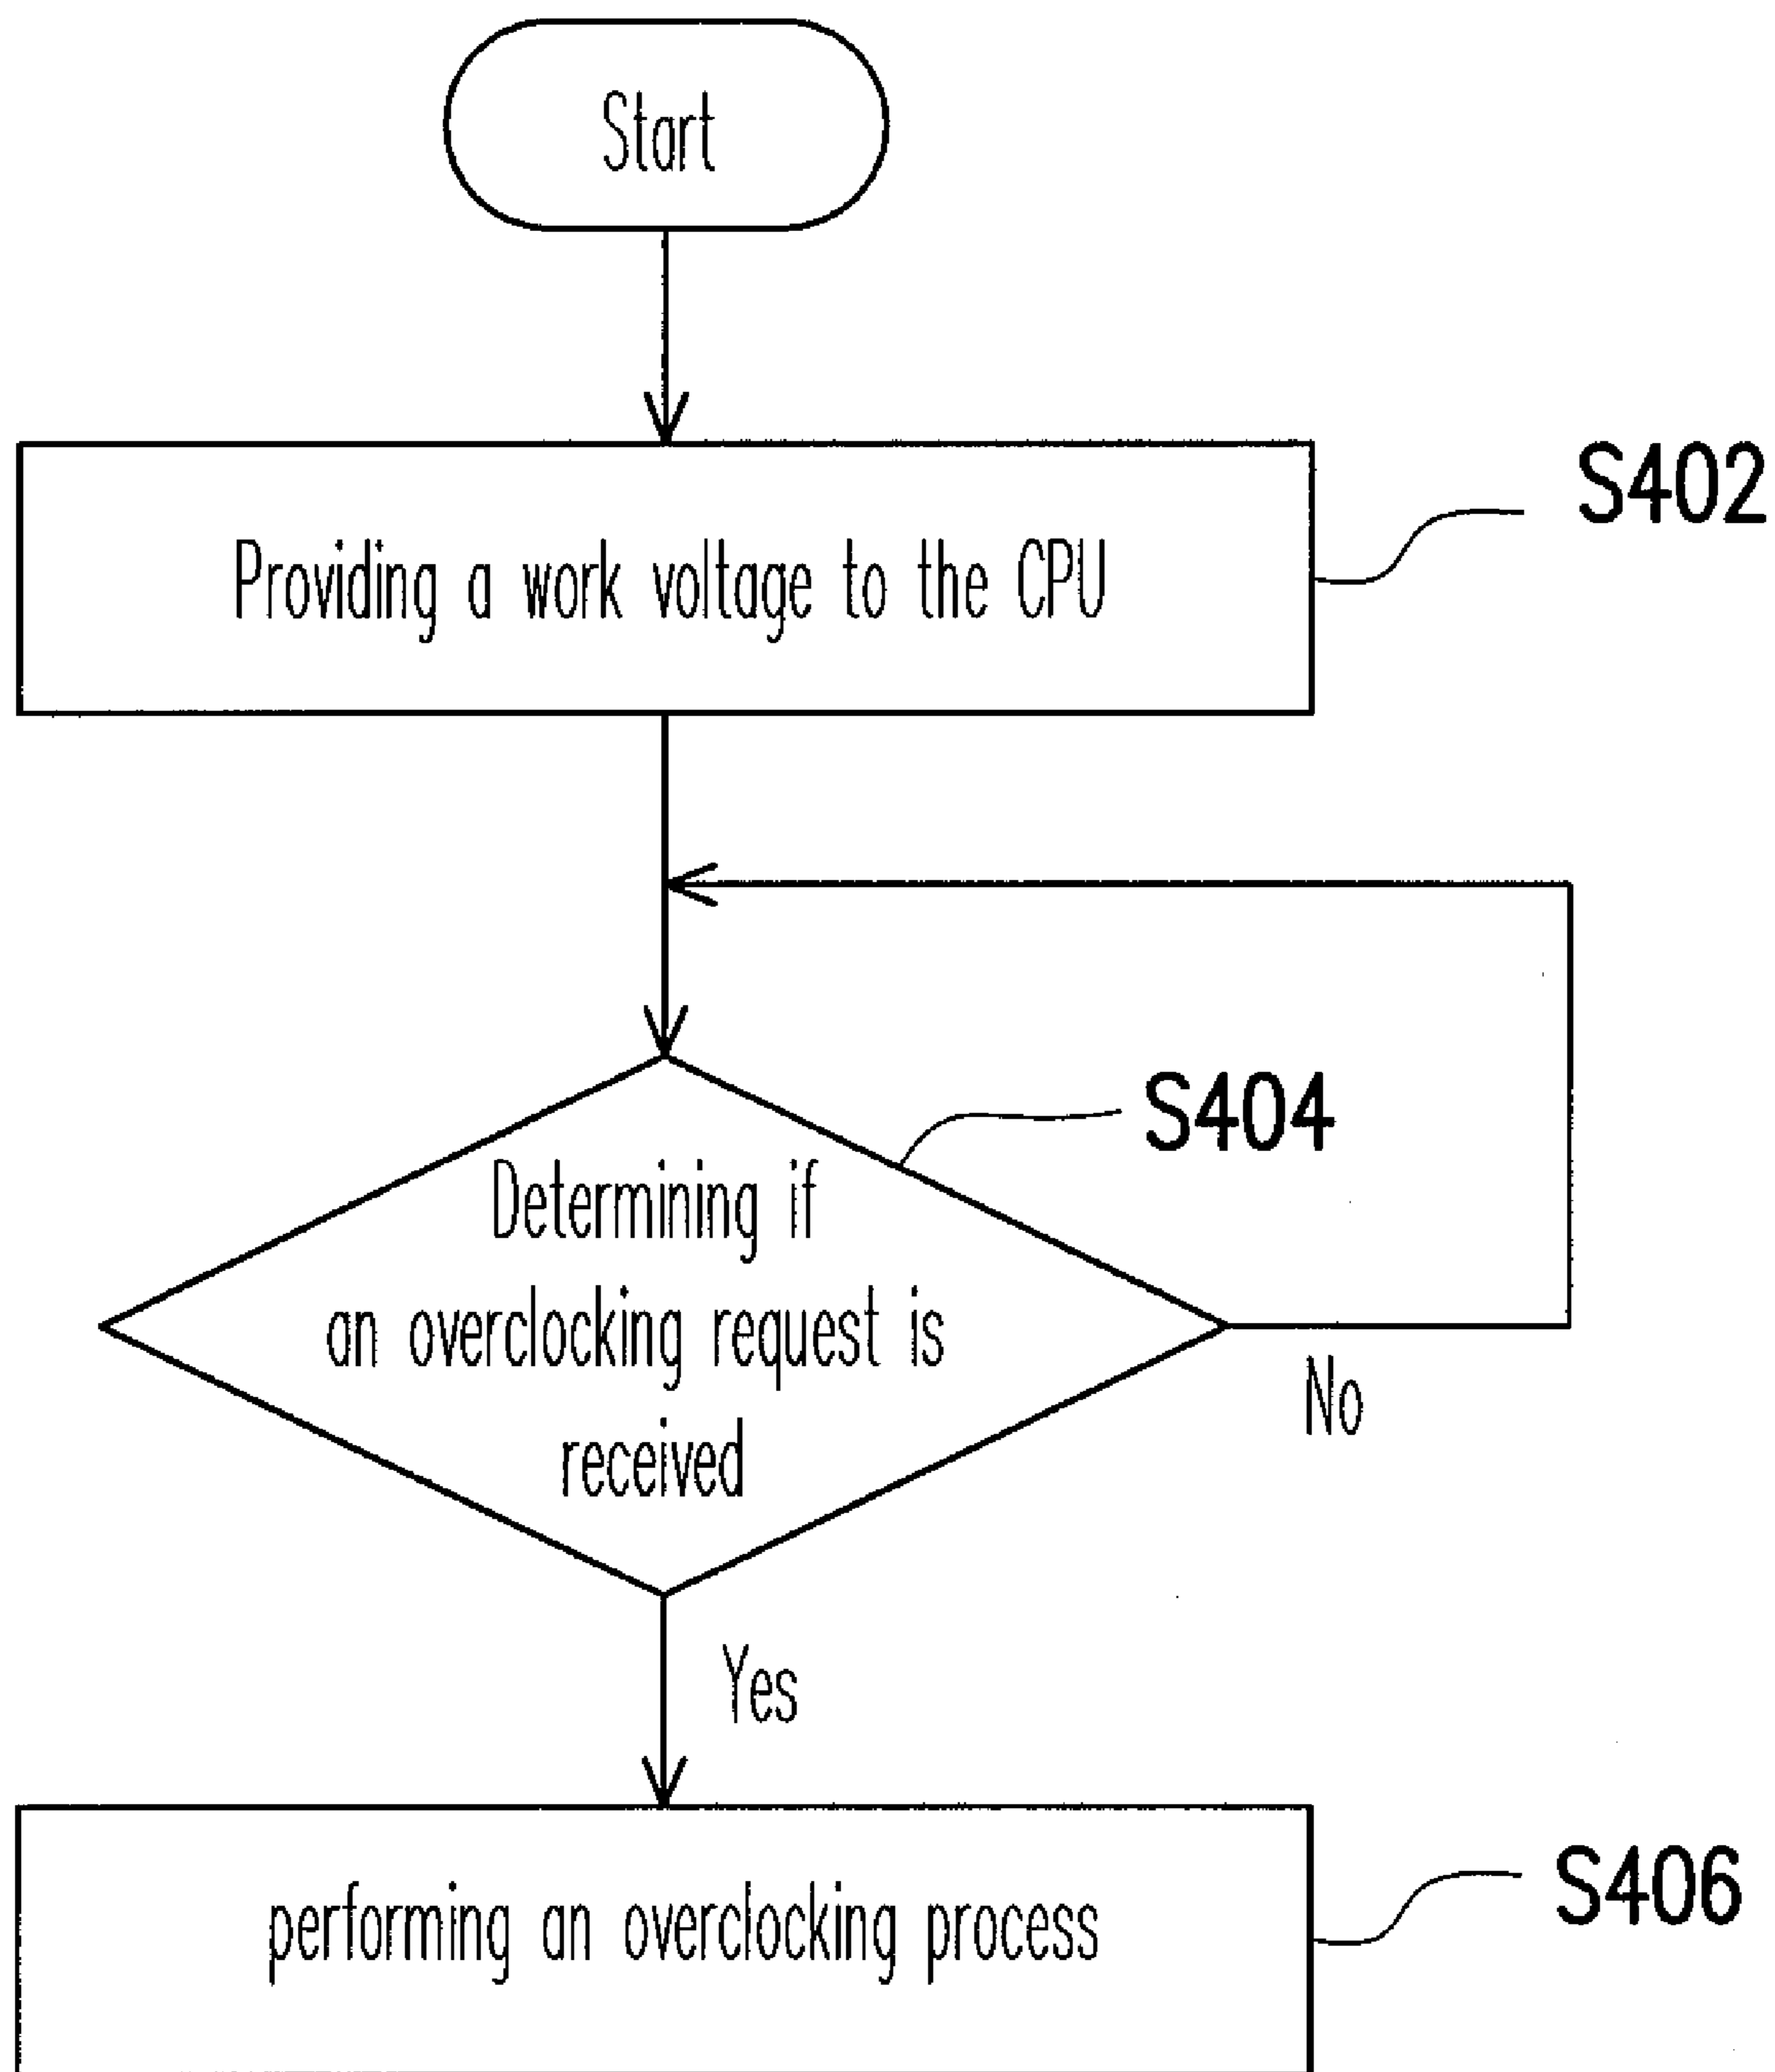 Start
Providing a work voltage to the CPU
S402
S404
Determining if
an overclocking request is
received
No
Yes
performing an overclocking process
S406